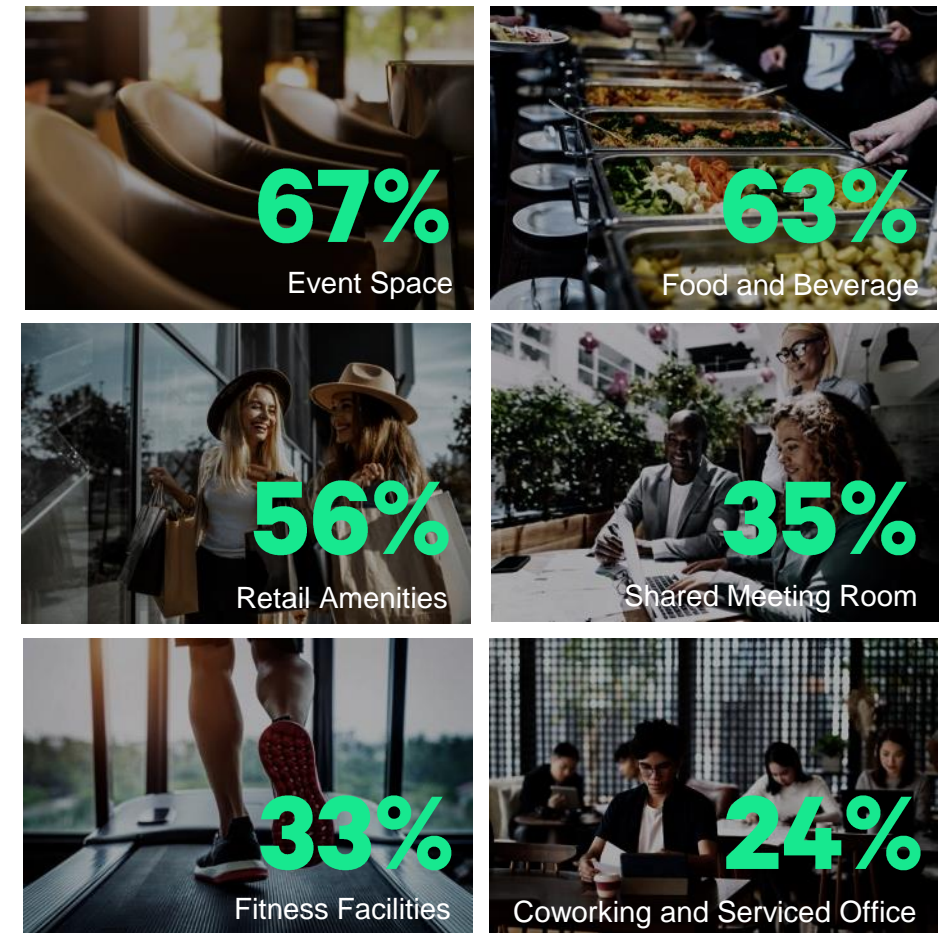 67%
Event Space
63%
Food and Beverage
56%
Retail Amenities
35%
Shared Meeting Room
33%
Fitness Facilities
24%
Coworking and Serviced Office